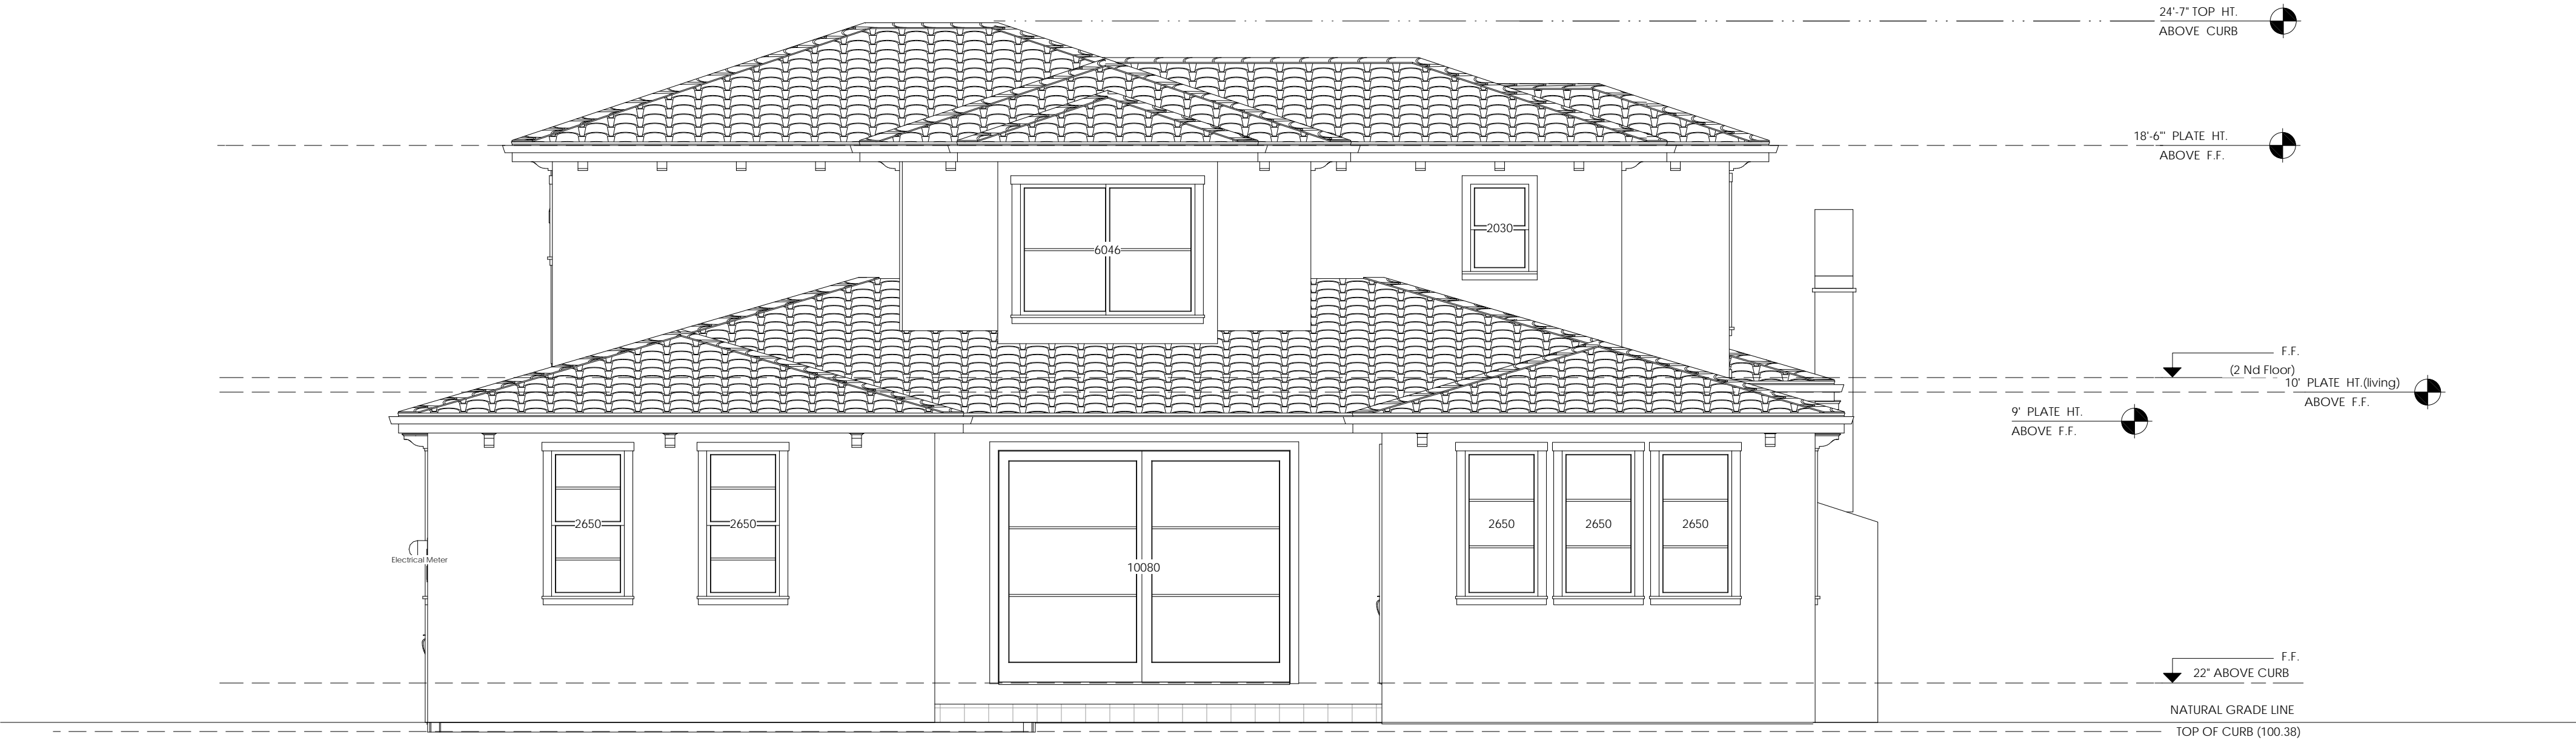 24'-7" TOP HT.
ABOVE CURB
18'-6"' PLATE HT.
ABOVE F.F.
2030
6046
F.F.
(2 Nd Floor)
10' PLATE HT.(living)
ABOVE F.F.
9' PLATE HT.
ABOVE F.F.
2650
2650
2650
2650
2650
Electrical Meter
10080
F.F.
22" ABOVE CURB
NATURAL GRADE LINE
TOP OF CURB (100.38)